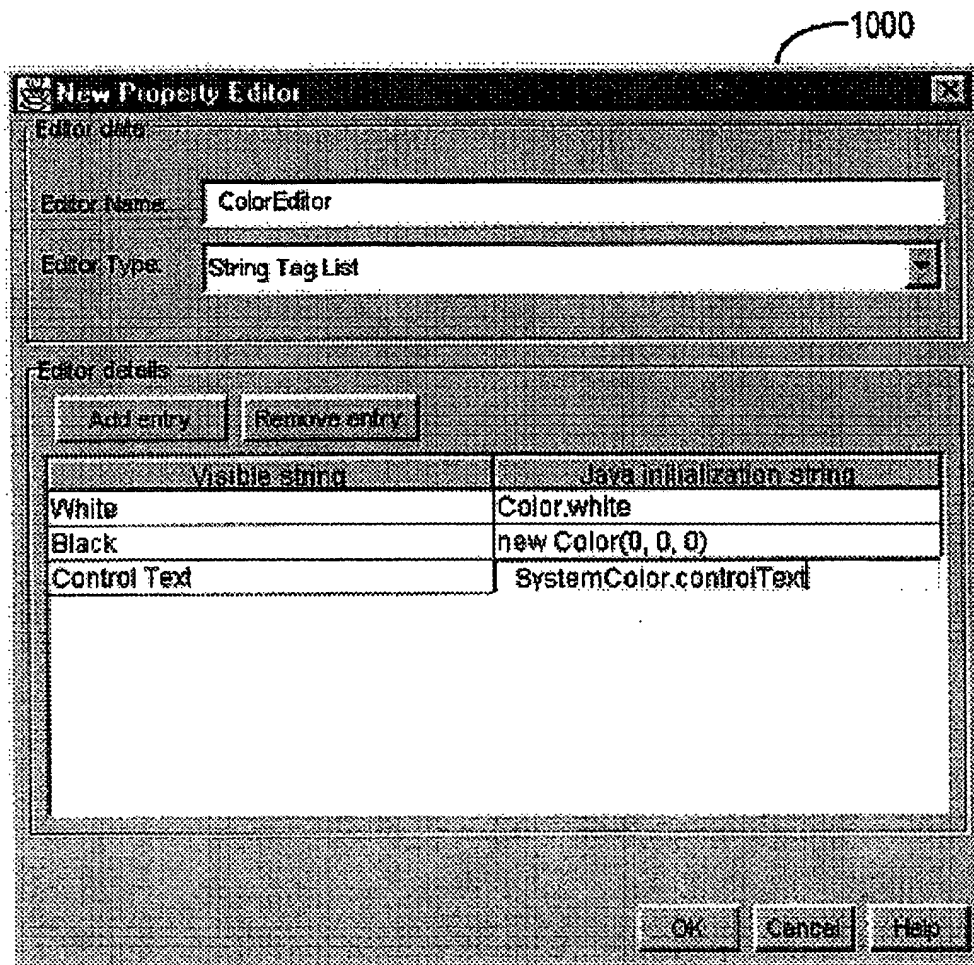 1000
New Property Editor
Editor data
Editor Name: ColorEditor
Editor Type: String Tag List
Editor details
Add entry Remove entry
Visible string Java initialization string
White Color.white
Black new Color(0, 0, 0)
Control Text SystemColor.controlText
OK Cancel Help